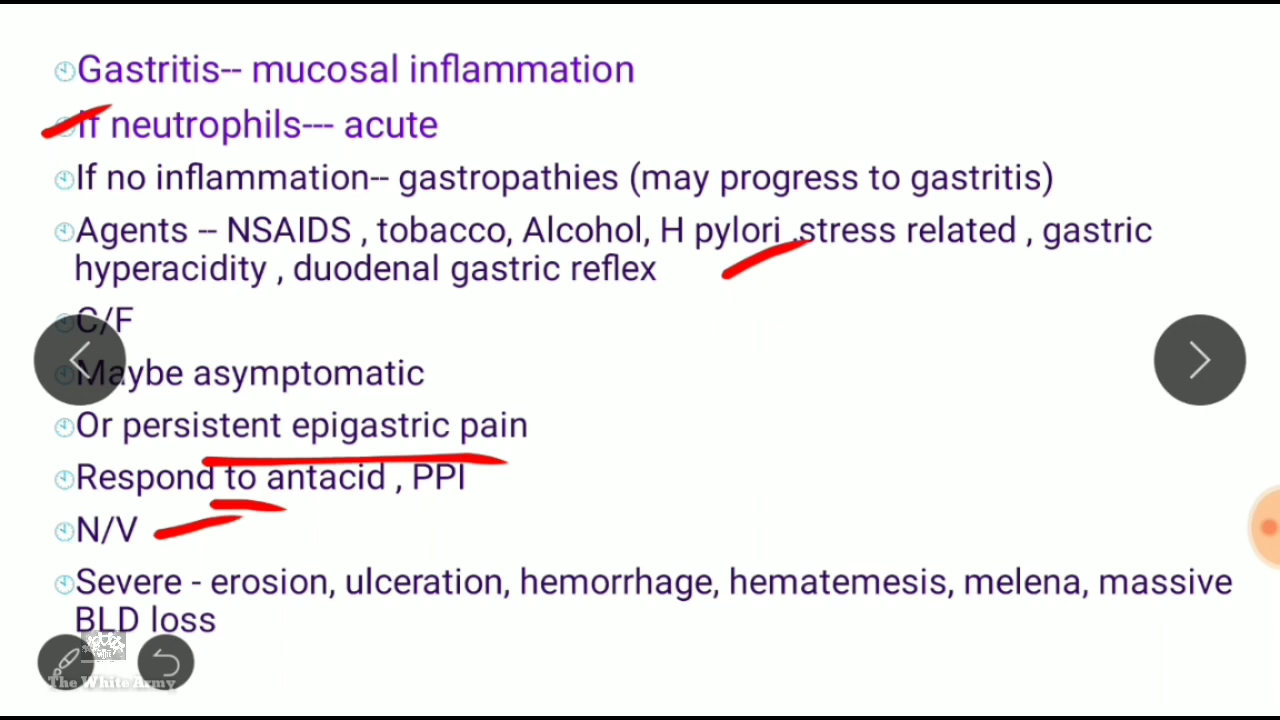 Gastritis-- mucosal inflammation
If neutrophils--- acute
If no inflammation-- gastropathies (may progress to gastritis)
Agents -- NSAIDS , tobacco, Alcohol, H pylori ,stress related , gastric
hyperacidity , duodenal gastric reflex
C/F
Maybe asymptomatic
Or persistent epigastric pain
Respond to antacid , PPI
N/V
Severe - erosion, ulceration, hemorrhage, hematemesis, melena, massive
BLD loss
The White Army